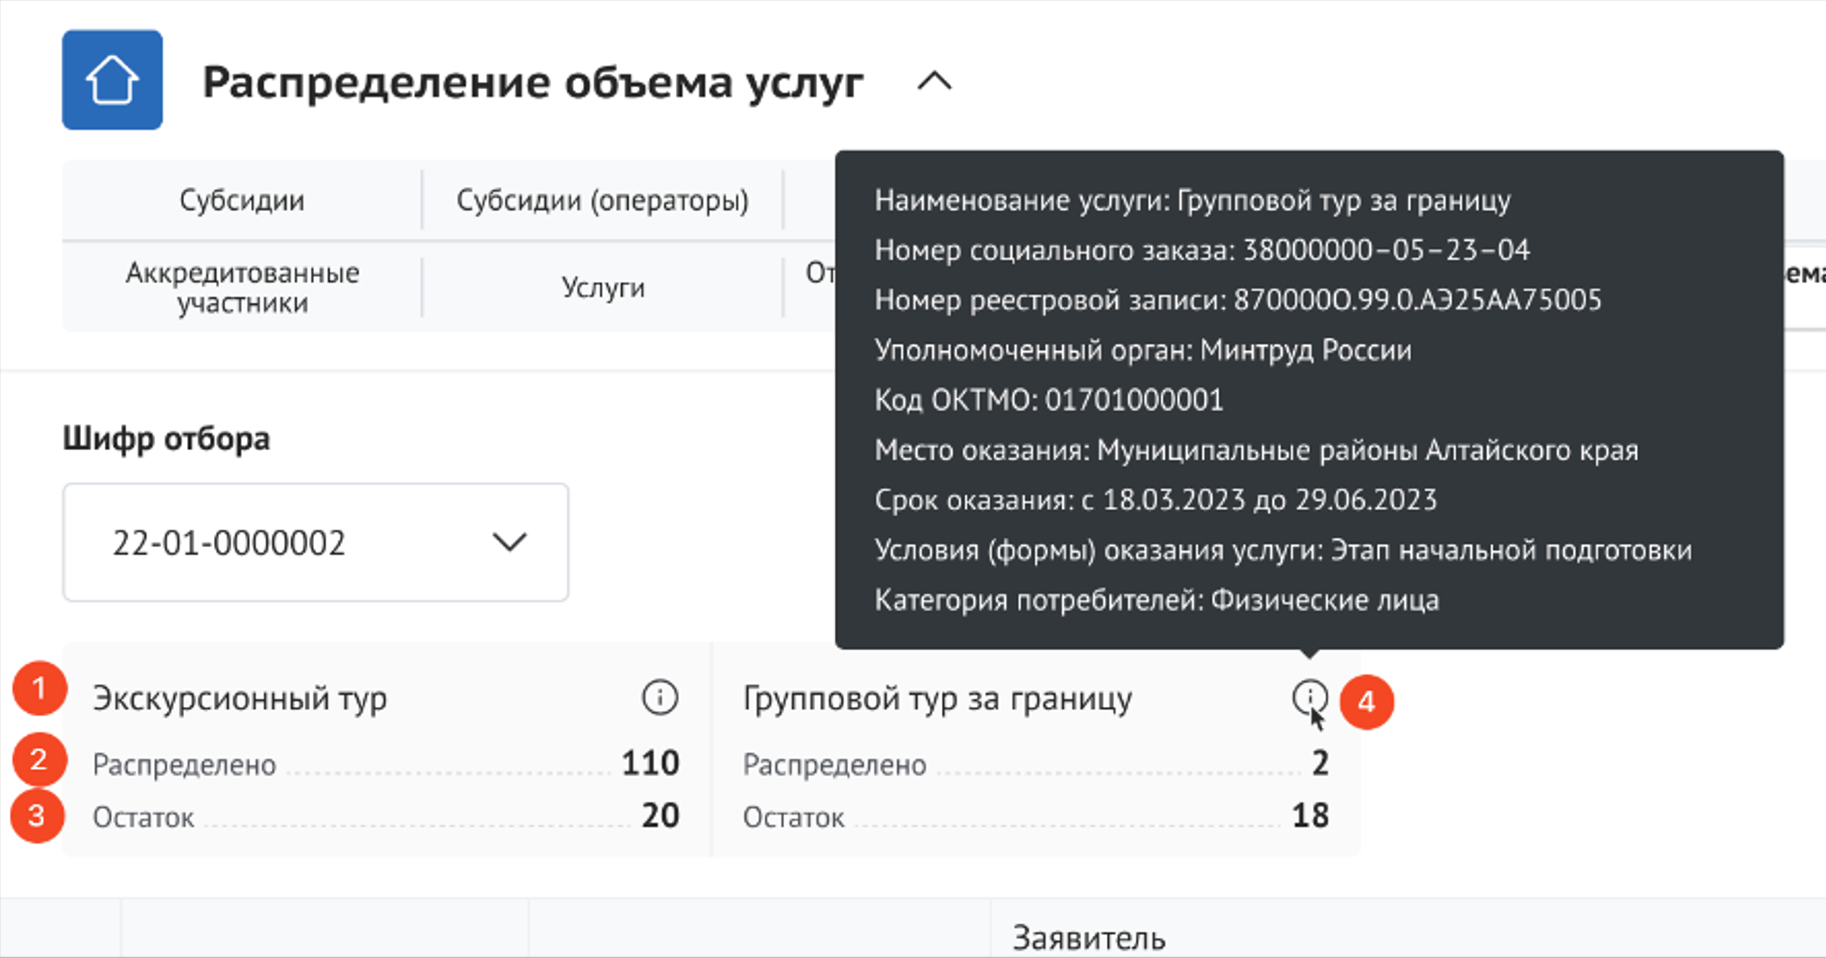 Распределение объема услуг
Субсидии
Субсидии (операторы)
Аккредитованные
участники
Услуги
Наименование услуги: Групповой тур за границу
Номер социального заказа: 38000000–05–23–04
Номер реестровой записи: 870000О.99.0.АЭ25АА75005
Уполномоченный орган: Минтруд России
Код ОКТМО: 01701000001
Место оказания: Муниципальные районы Алтайского края
Срок оказания: с 18.03.2023 до 29.06.2023
Условия (формы) оказания услуги: Этап начальной подготовки
Категория потребителей: Физические лица
Шифр отбора
22-01-0000002
1
Экскурсионный тур
2
Распределено 110
3
Остаток 20
Групповой тур за границу
4
Распределено 2
Остаток 18
Заявитель